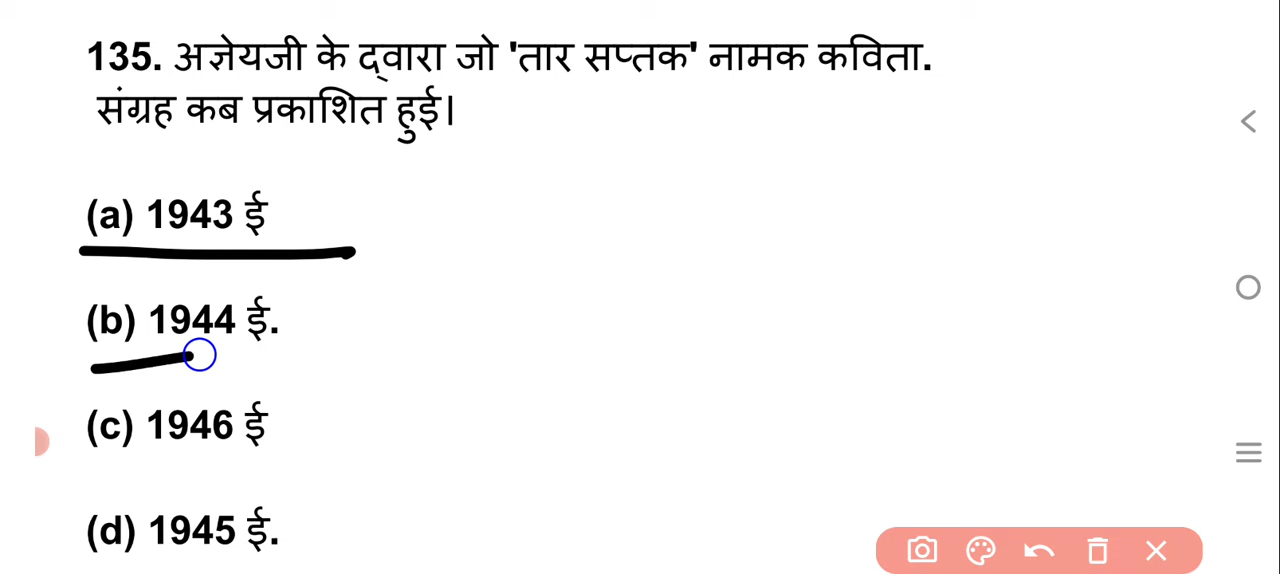 135. अज्ञेयजी के द्वारा जो 'तार सप्तक' नामक कविता.
संग्रह कब प्रकाशित हुई।
(a) 1943 ई
(b) 1944 ई.
(c) 1946 ई
(d) 1945 ई.